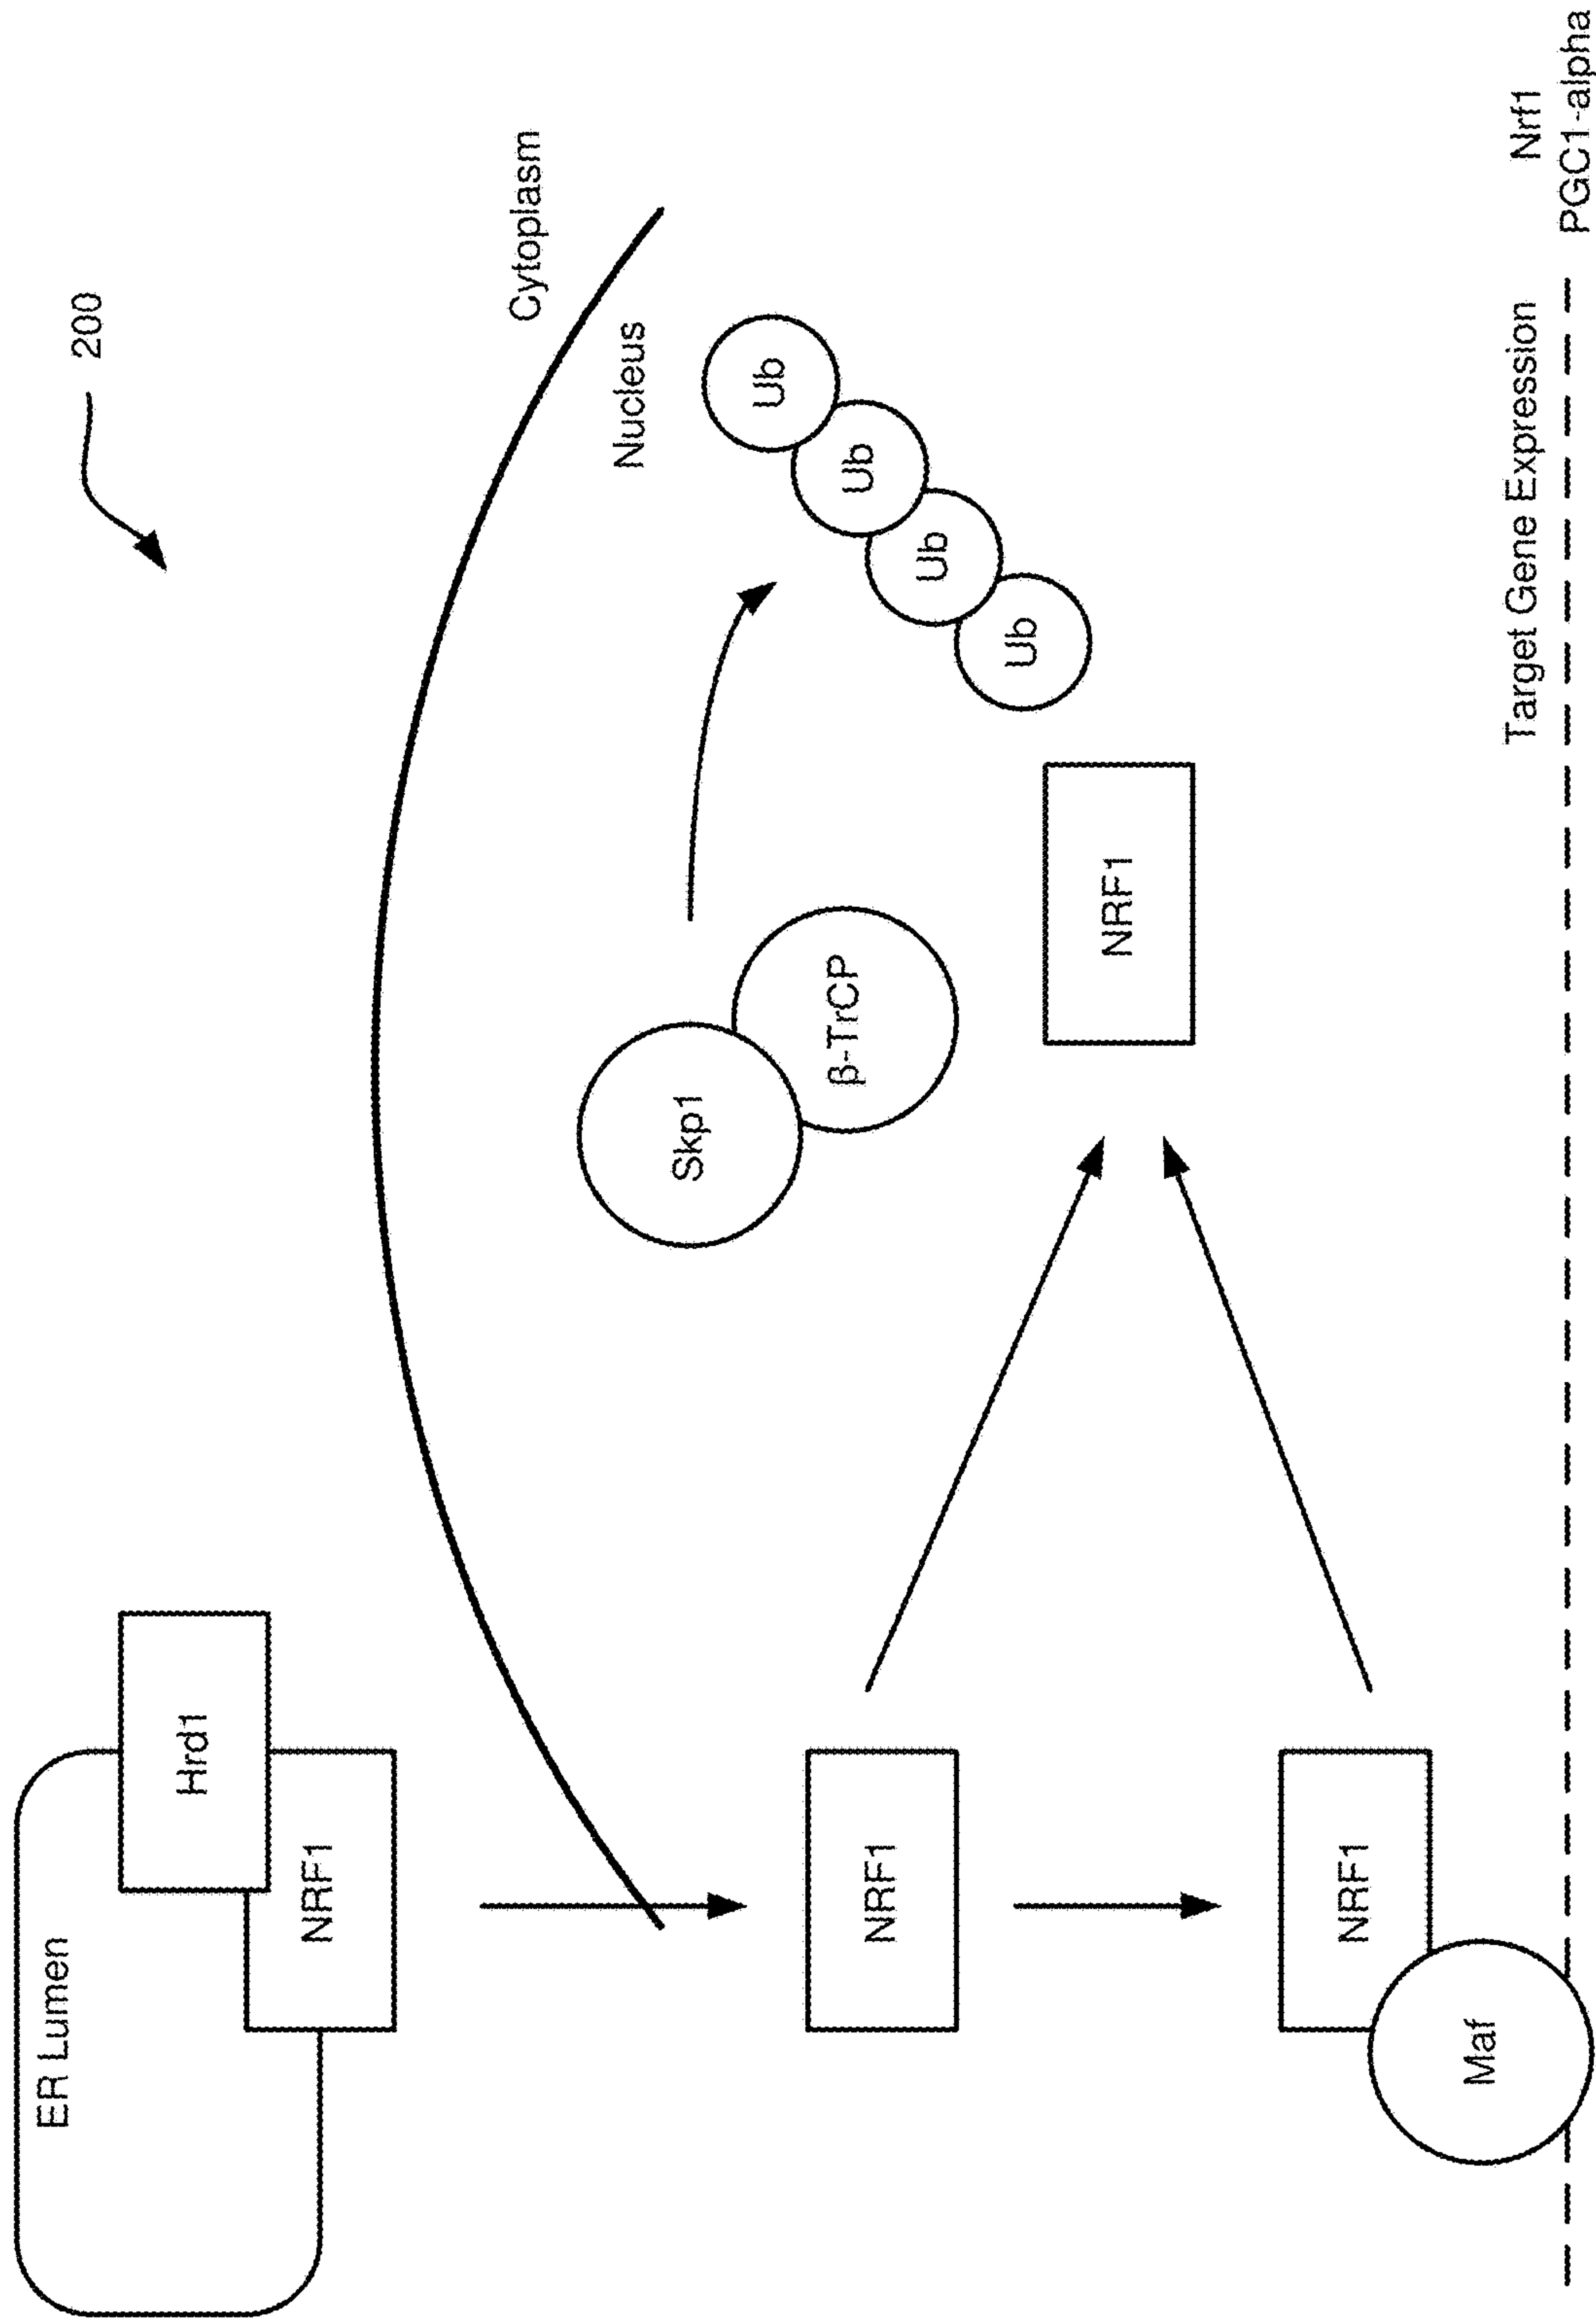 ER Lumen
200
Hrd1
NRF1
Cytoplasm
Nucleus
Skp1
β-TrCP
Ub
Ub
Ub
Ub
NRF1
NRF1
NRF1
Maf
Target Gene Expression
Nrf1
PGC1-alpha